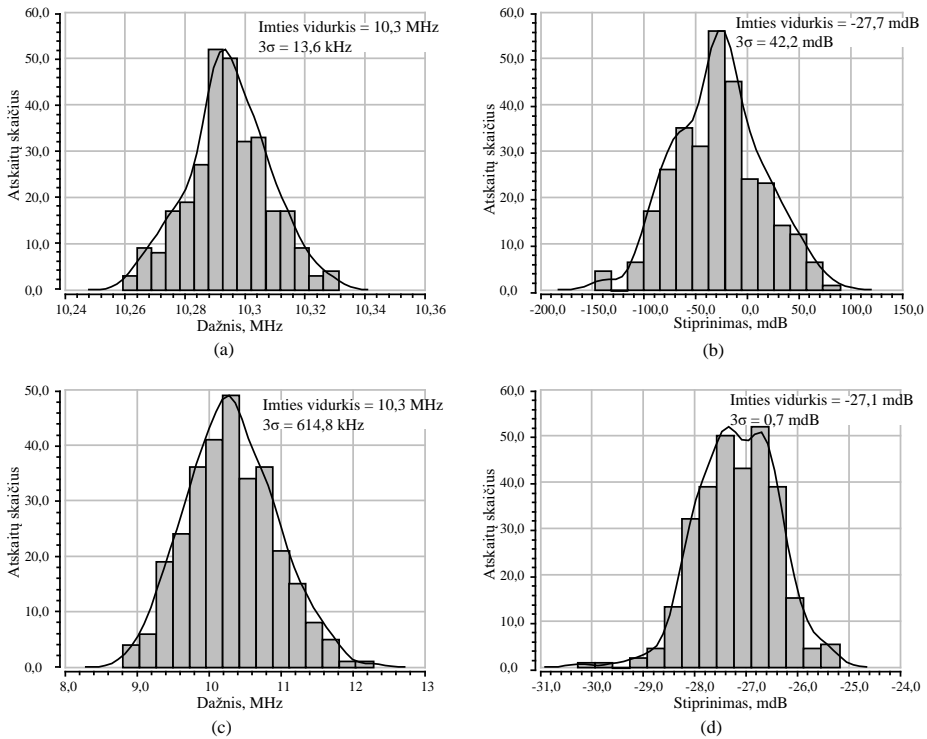 60,0
50,0
40,0
30,0
20,0
10,0
0,0
Atskaitų skaičius
Imties vidurkis = 10,3 MHz
3σ = 13,6 kHz
10,24 10,26 10,28 10,3 10,32 10,34 10,36
Dažnis, MHz
(a)
60,0
50,0
40,0
30,0
20,0
10,0
0,0
Atskaitų skaičius
Imties vidurkis = -27,7 mdB
3σ = 42,2 mdB
-200,0 -150,0 -100,0 -50,0 0,0 50,0 100,0 150,0
Stiprinimas, mdB
(b)
50,0
40,0
30,0
20,0
10,0
0,0
Atskaitų skaičius
Imties vidurkis = 10,3 MHz
3σ = 614,8 kHz
8,0 9,0 10 11 12 13
Dažnis, MHz
(c)
60,0
50,0
40,0
30,0
20,0
10,0
0,0
Atskaitų skaičius
Imties vidurkis = -27,1 mdB
3σ = 0,7 mdB
-31,0 -30,0 -29,0 -28,0 -27,0 -26,0 -25,0 -24,0
Stiprinimas, mdB
(d)